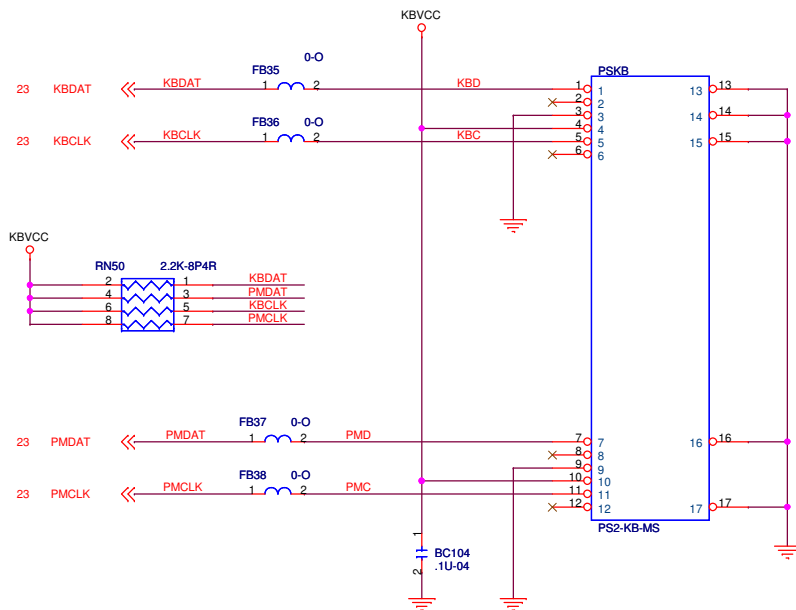 KBVCC
0-O
FB35
PSKB
23 KBDAT KBDAT 1 2 KBD 1 1 13 13
2 2
3 3 14 14
0-O
FB36
4 4
23 KBCLK KBCLK 1 2 KBC 5 5 15 15
6 6
KBVCC
RN50 2.2K-8P4R
2 1 KBDAT
4 3 PMDAT
6 5 KBCLK
8 7 PMCLK
FB37 0-O
23 PMDAT PMDAT 1 2 PMD 7 7 16 16
8 8
9 9
FB38 0-O
10 10
23 PMCLK PMCLK 1 2 PMC 11 11
12 12 17 17
PS2-KB-MS
1
BC104
.1U-04
2